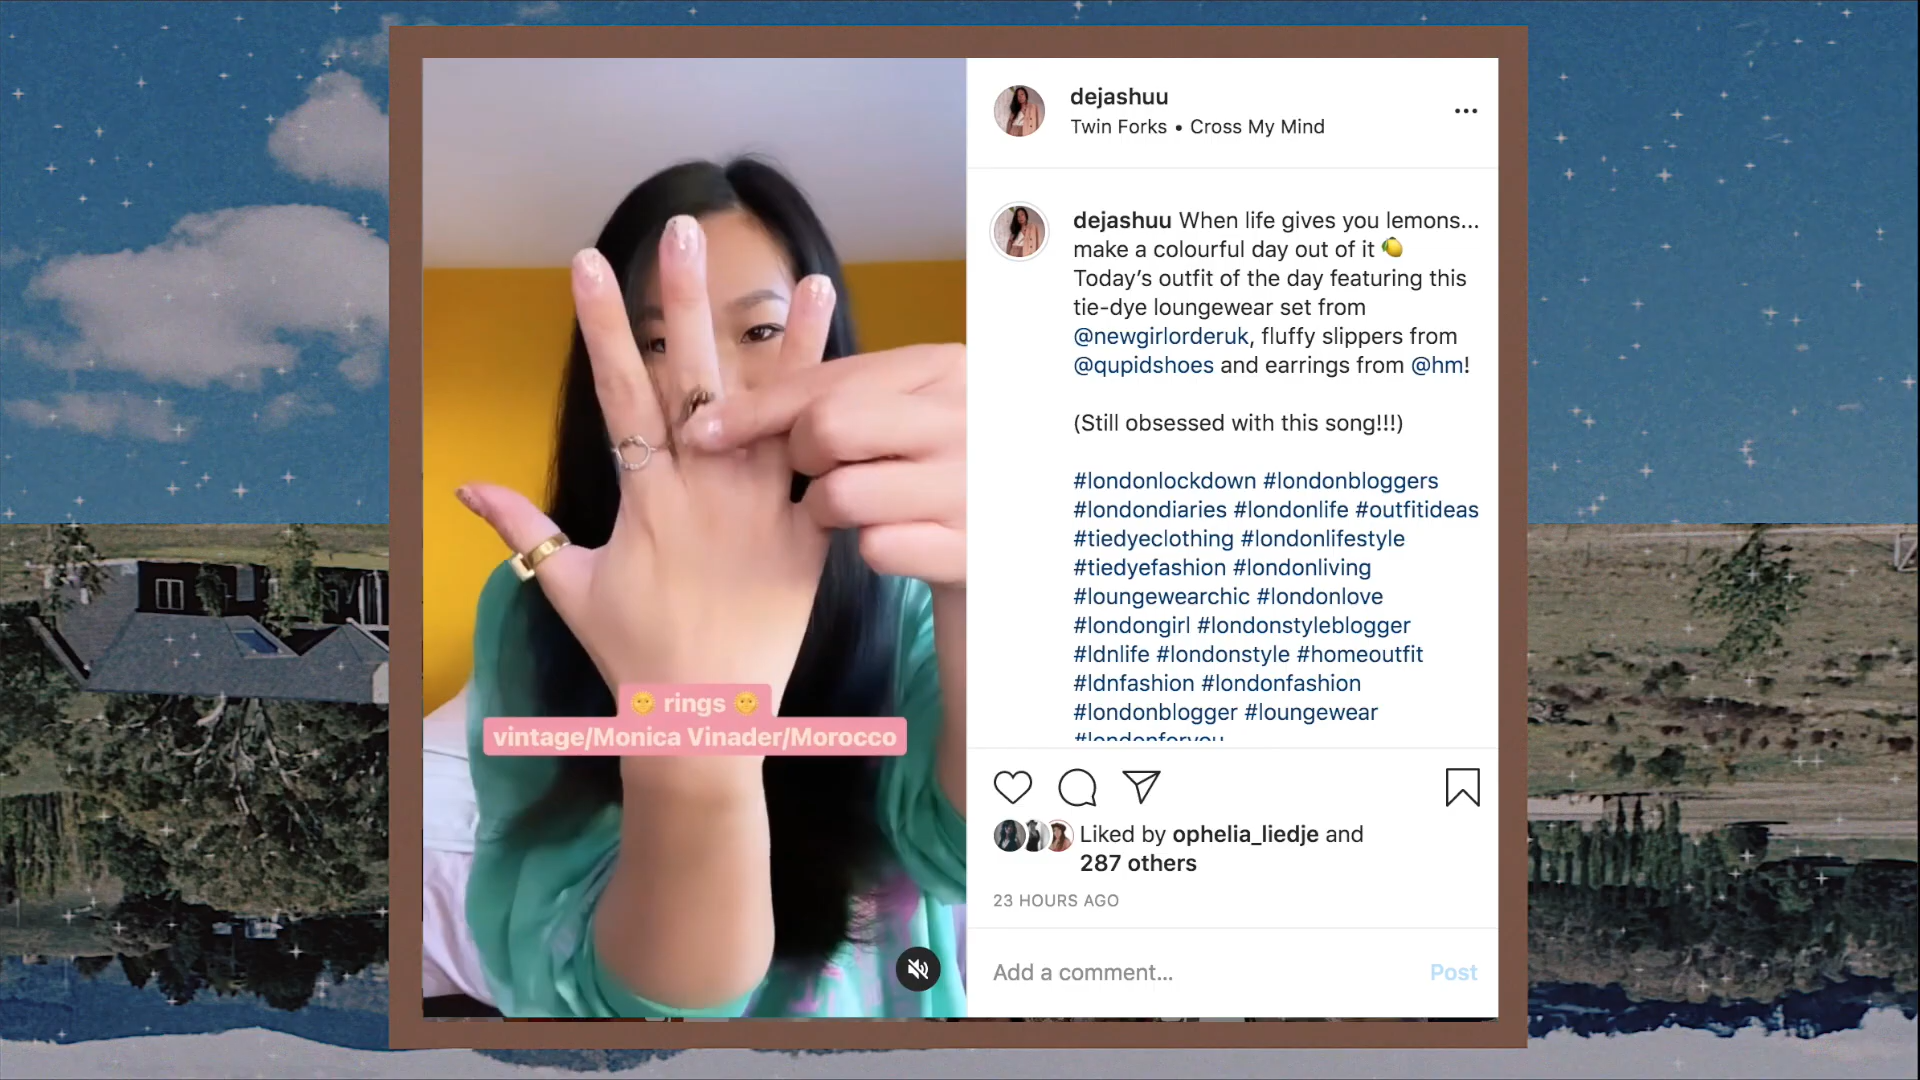 dejashuu
Twin Forks • Cross My Mind
dejashuu When life gives you lemons...
make a colourful day out of it 🍋
Today's outfit of the day featuring this
tie-dye loungewear set from
@newgirlorderuk, fluffy slippers from
@qupidshoes and earrings from @hm!
(Still obsessed with this song!!!)
#londonlockdown #londonbloggers
#londondiaries #londonlife #outfitideas
#tiedyeclothing #londonlifestyle
#tiedyefashion #londonliving
#loungewearchic #londonlove
#londongirl #londonstyleblogger
#ldnlife #londonstyle #homeoutfit
#ldnfashion #londonfashion
#londonblogger #loungewear
#londonforyou
🌞 rings 🌞
vintage/Monica Vinader/Morocco
Liked by ophelia_liedje and
287 others
23 HOURS AGO
Add a comment...
Post